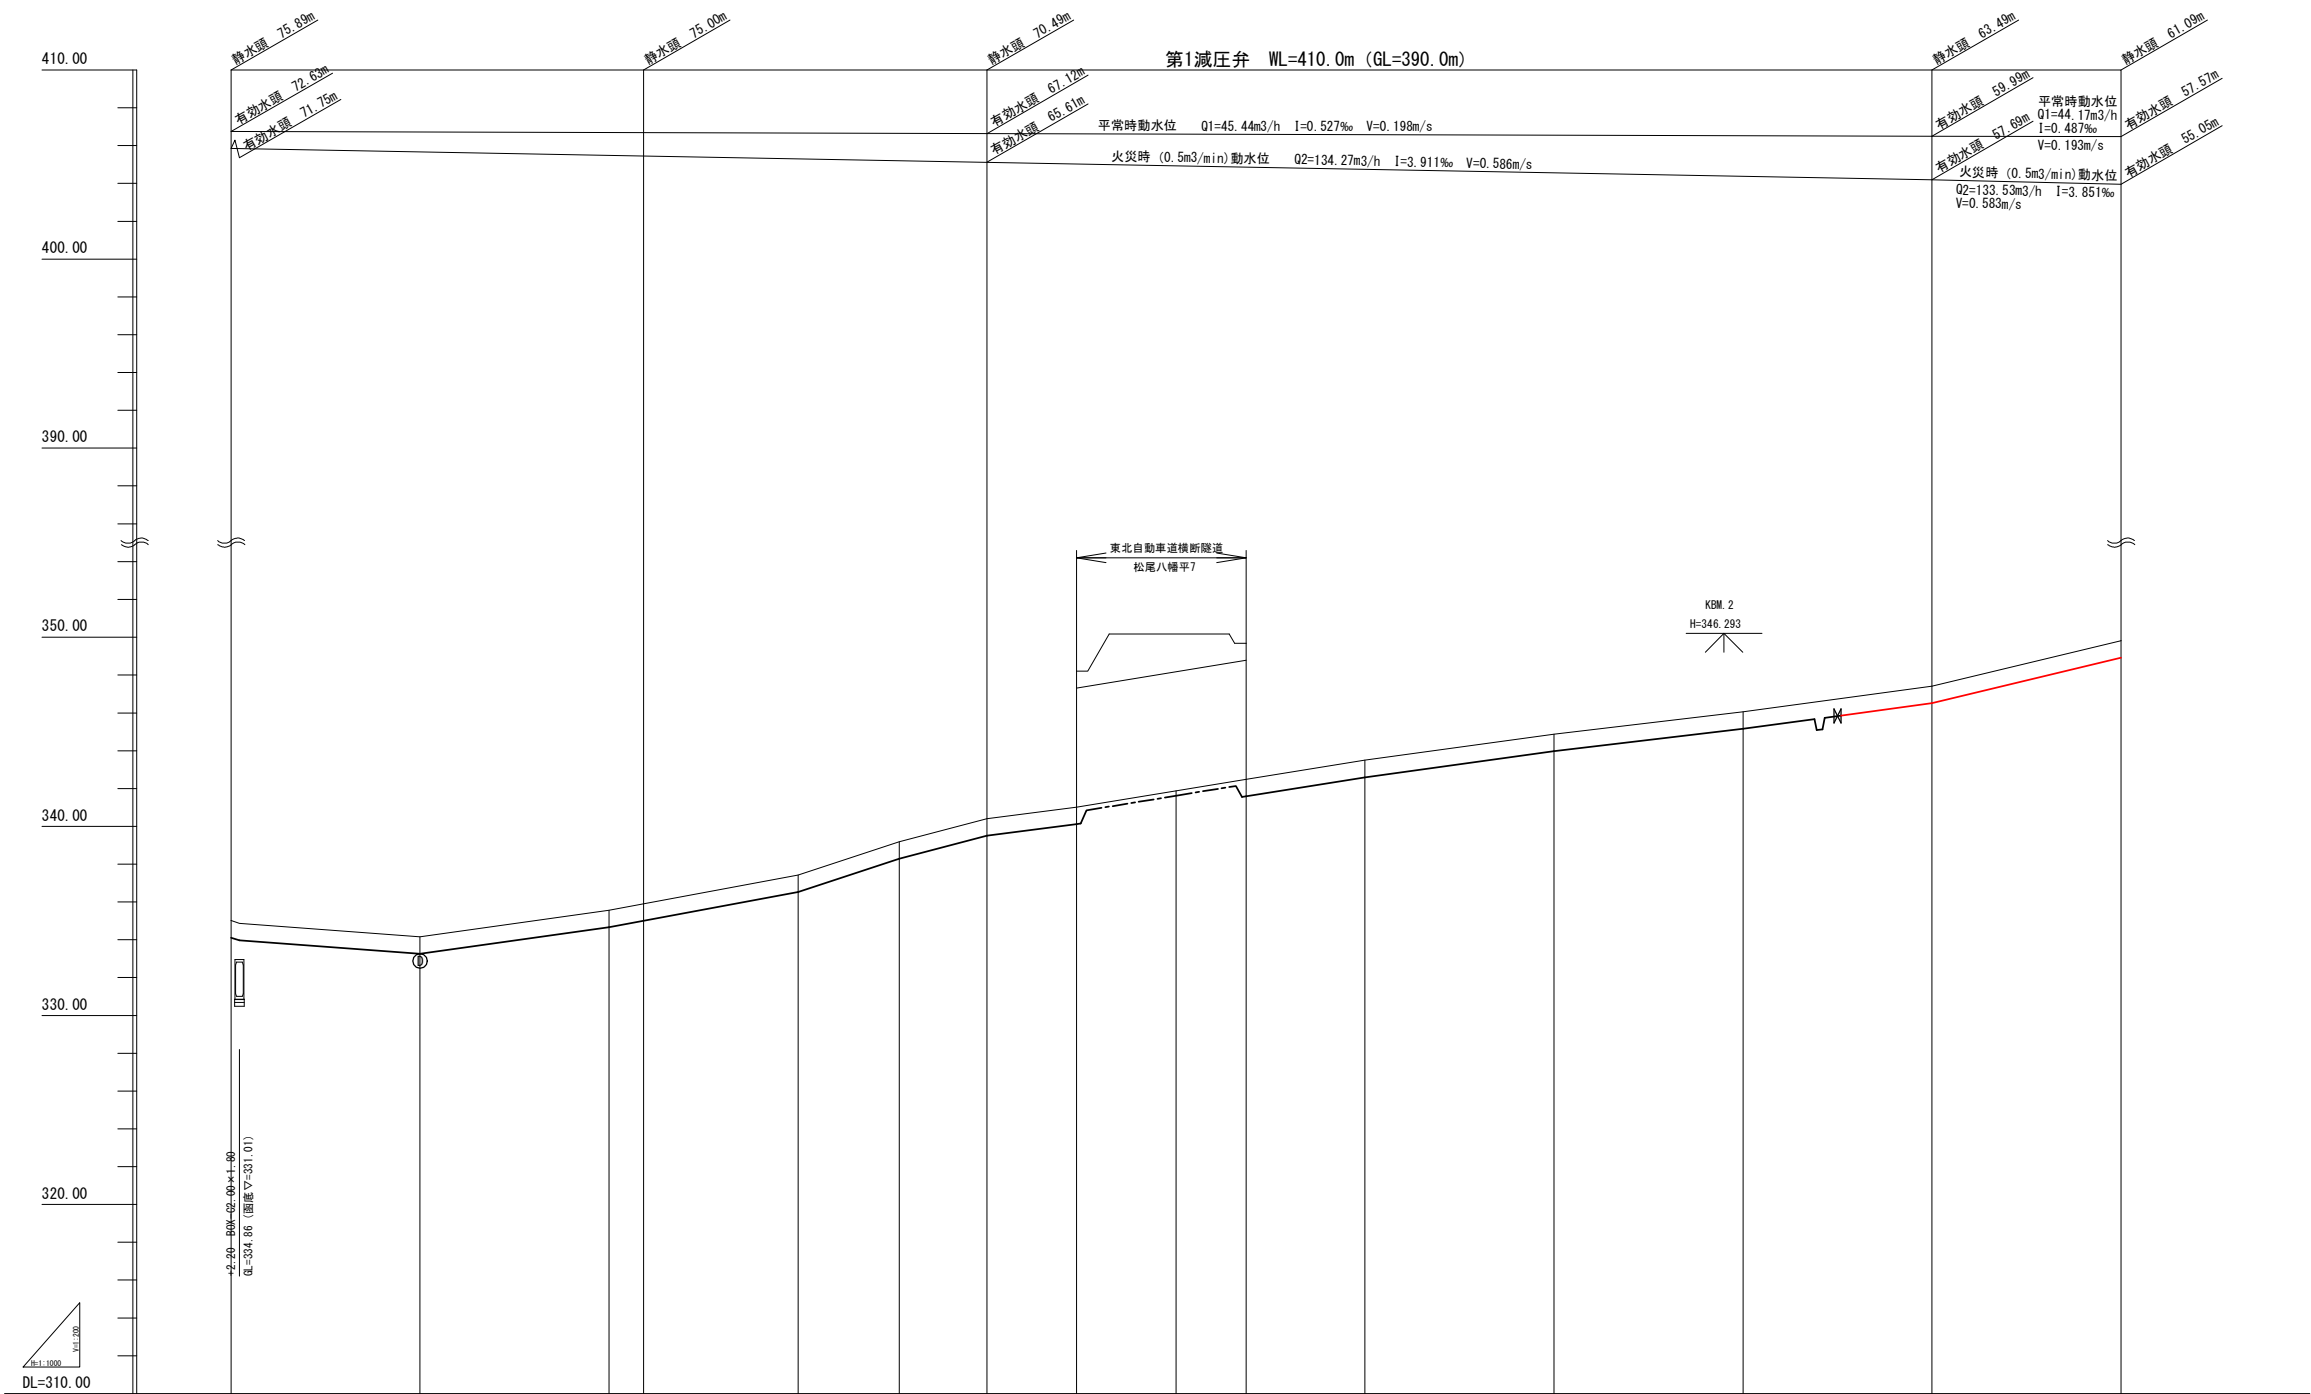 静水頭 75.89m
静水頭 75.00m
静水頭 70.49m
静水頭 63.49m
静水頭 61.09m
410.00
第1減圧弁 WL=410.0m (GL=390.0m)
有効水頭 72.63m
有効水頭 71.75m
有効水頭 67.12m
有効水頭 65.61m
平常時動水位 Q1=45.44m3/h I=0.527‰ V=0.198m/s
火災時 (0.5m3/min)動水位 Q2=134.27m3/h I=3.911‰ V=0.586m/s
有効水頭 59.99m
有効水頭 57.69m
平常時動水位
Q1=44.17m3/h
I=0.487‰
V=0.193m/s
有効水頭 57.57m
火災時 (0.5m3/min)動水位
Q2=133.53m3/h I=3.851‰
V=0.583m/s
有効水頭 55.05m
400.00
390.00
東北自動車道横断隧道
松尾八幡平7
KBM.2
H=346.293
350.00
340.00
D
330.00
+2.20 BOX-C2.00×1.80
GL=334.86 (函底▽=331.01)
320.00
V=1:200
H=1:1000
DL=310.00